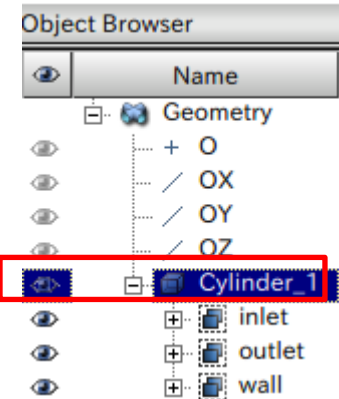 Object Browser
Name
Geometry
O
OX
OY
OZ
Cylinder_1
inlet
outlet
wall